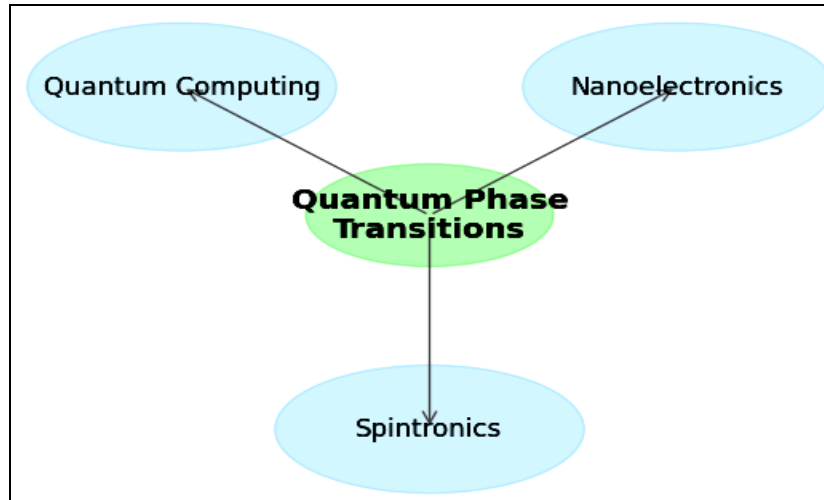 Quantum Computing
Nanoelectronics
Quantum Phase
Transitions
Spintronics